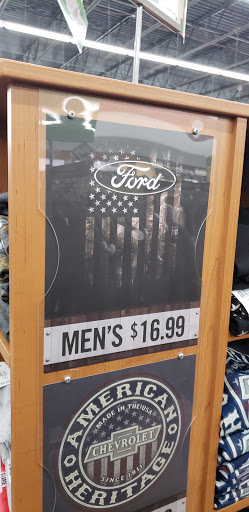 Ford
MEN'S $16.99
AMERICAN
MADE IN THE USA
CHEVROLET
SINCE 1911
HERITAGE